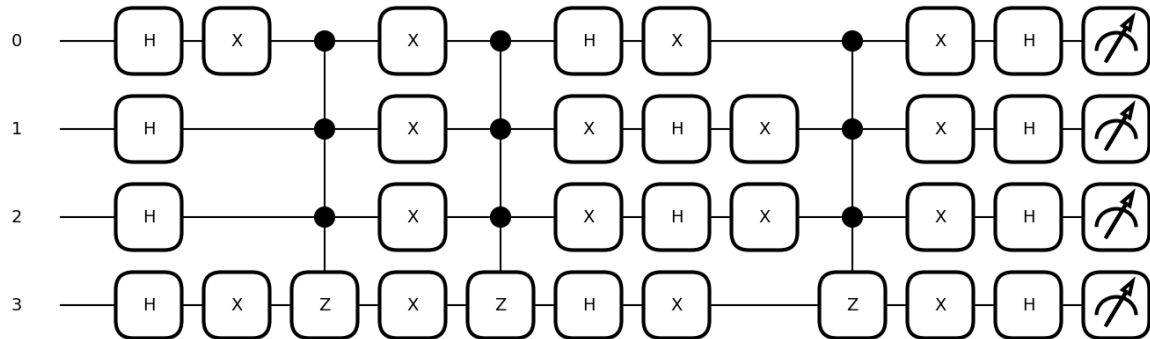 0 H X X H X X H
1 H X X H X X H
2 H X X H X X H
3 H X Z X Z H X Z X H